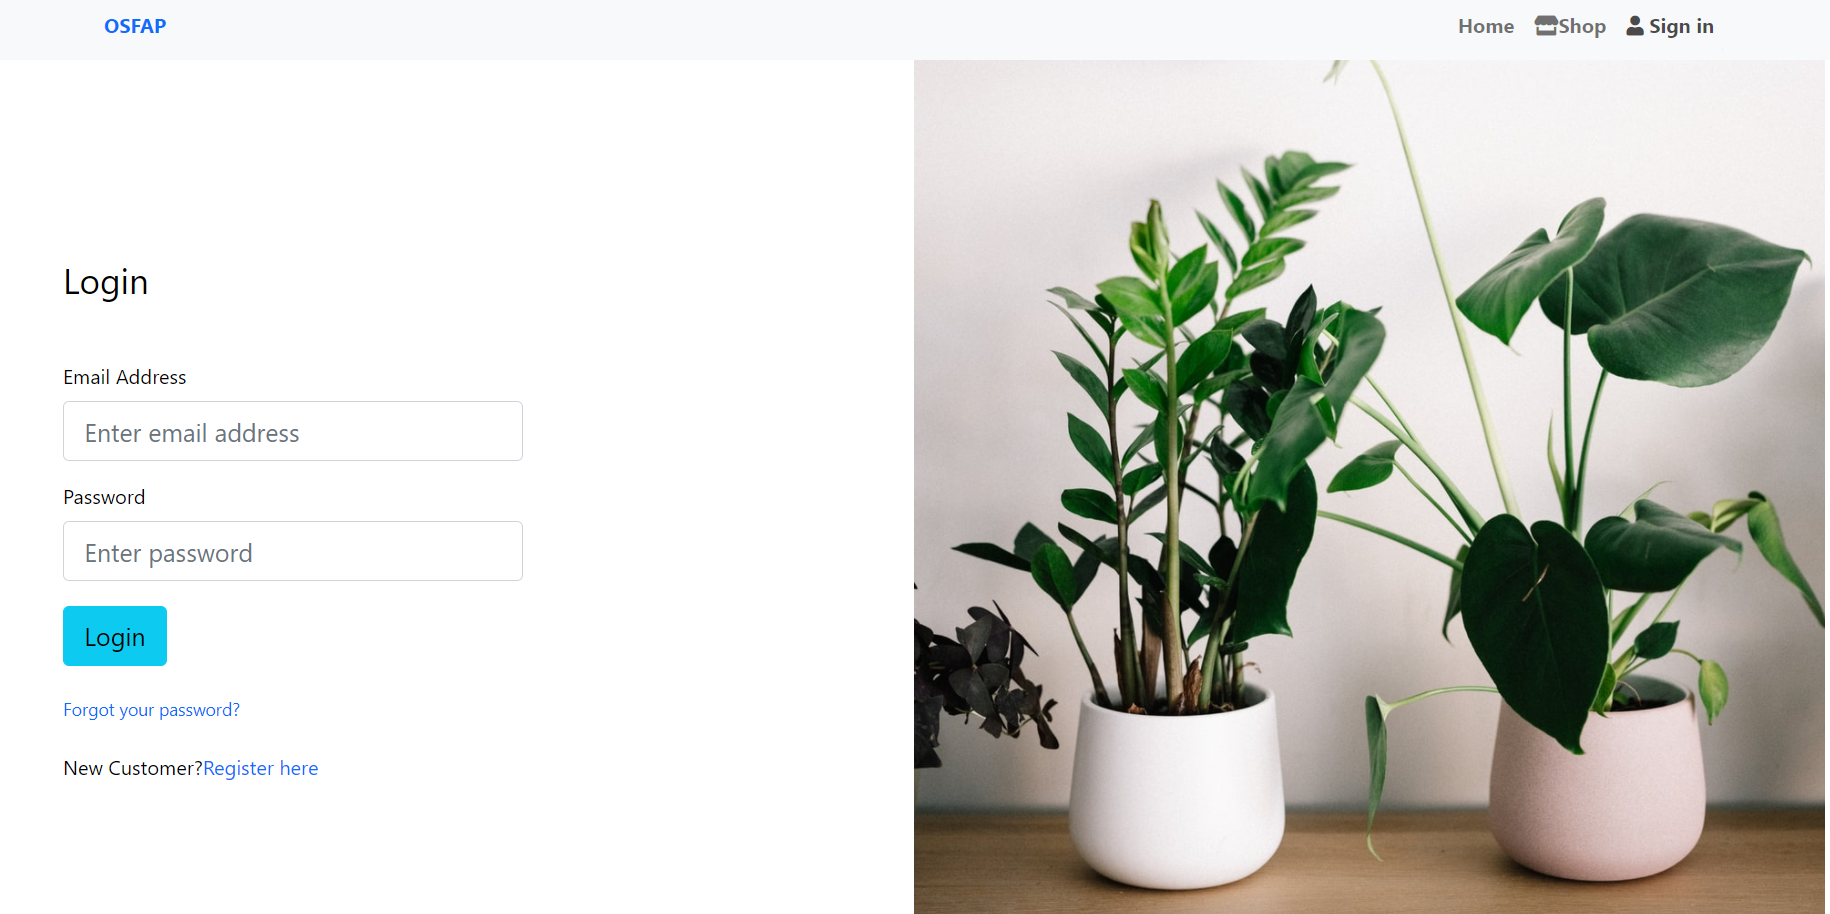 OSFAP Home Shop Sign in
Login
Email Address
Enter email address
Password
Enter password
Login
Forgot your password?
New Customer?Register here